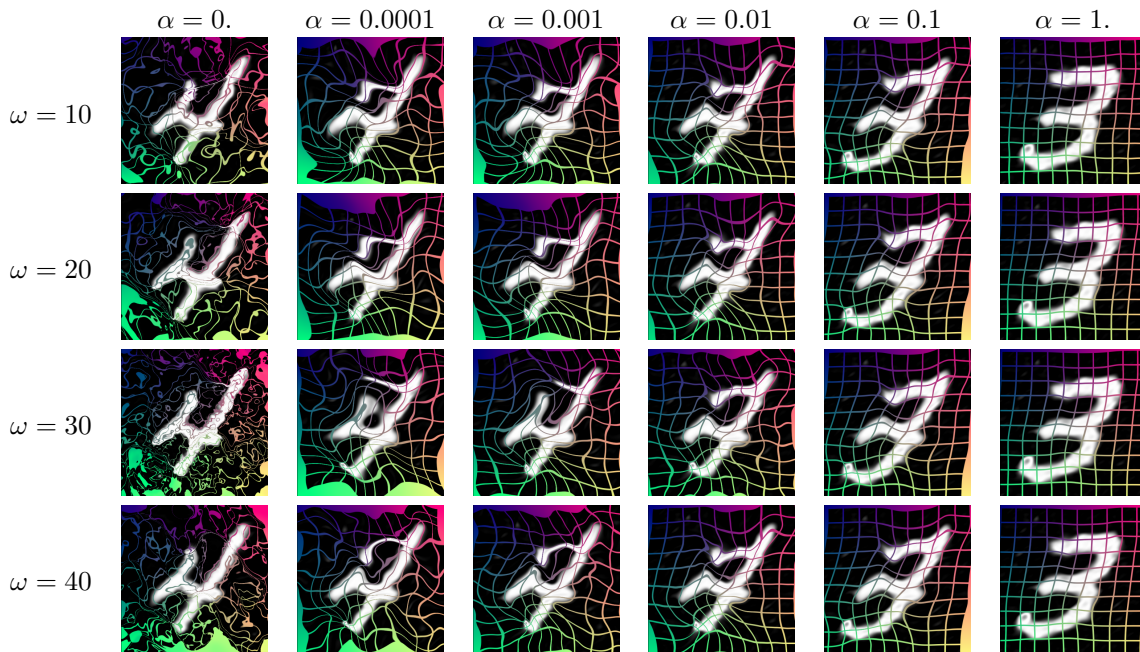 α = 0. α = 0.0001 α = 0.001 α = 0.01 α = 0.1 α = 1.
ω = 10
ω = 20
ω = 30
ω = 40